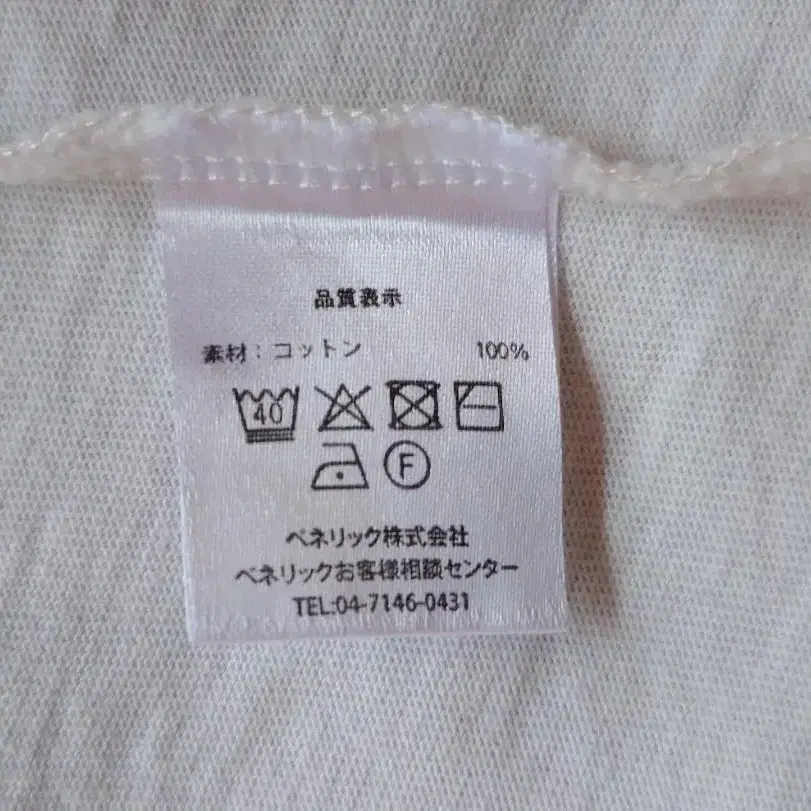 品質表示
素材：コットン 100%
40
F
ベネリック株式会社
ベネリックお客様相談センター
TEL:04-7146-0431